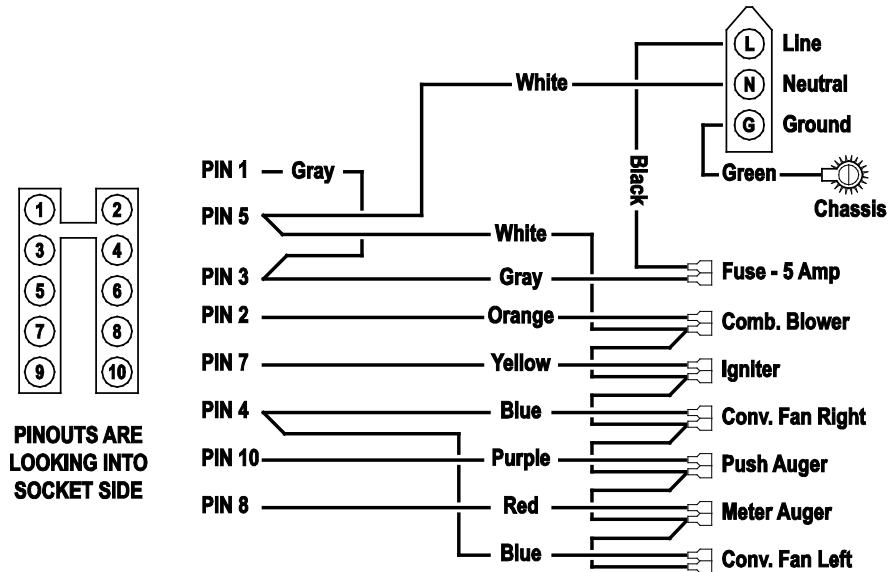 L Line
White N Neutral
G Ground
PIN 1 Gray Black Green
Chassis
1 2
PIN 5
White
3 4
PIN 3 Gray Fuse - 5 Amp
5 6
PIN 2 Orange Comb. Blower
7 8
PIN 7 Yellow Igniter
9 10
PIN 4 Blue Conv. Fan Right
PINOUTS ARE
LOOKING INTO
SOCKET SIDE
PIN 10 Purple Push Auger
PIN 8 Red Meter Auger
Blue Conv. Fan Left